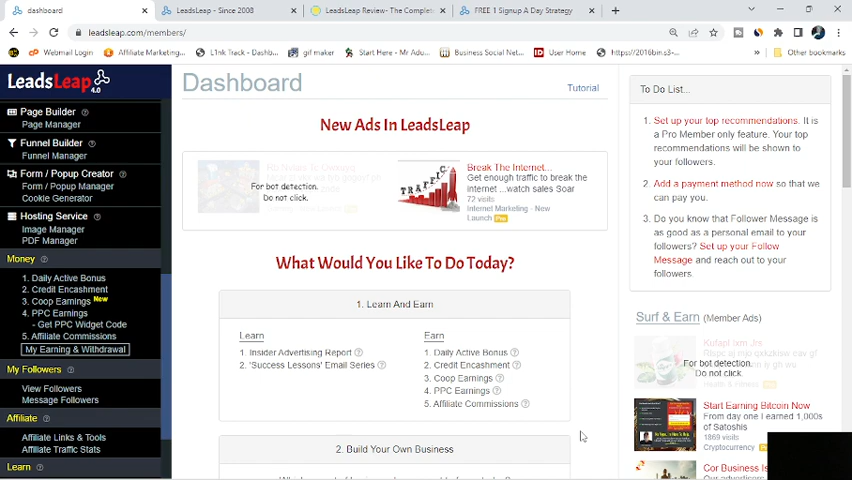 dashboard
LeadsLeap - Since 2008
LeadsLeap Review- The Complet
FREE 1 Signup A Day Strategy
leadsleap.com/members/
Webmail Login
Affiliate Marketing...
L1nk Track - Dashb...
gif maker
Start Here - Mr Adu...
Business Social Net...
User Home
https://2016bin.s3-...
Other bookmarks
LeadsLeap
4.0
Page Builder
Page Manager
Funnel Builder
Funnel Manager
Form / Popup Creator
Form / Popup Manager
Cookie Generator
Hosting Service
Image Manager
PDF Manager
Money
1. Daily Active Bonus
2. Credit Encashment
3. Coop Earnings New
4. PPC Earnings
- Get PPC Widget Code
5. Affiliate Commissions
My Earning & Withdrawal
My Followers
View Followers
Message Followers
Affiliate
Affiliate Links & Tools
Affiliate Traffic Stats
Learn
Dashboard
Tutorial
New Ads In LeadsLeap
For bot detection.
Do not click.
Break The Internet...
Get enough traffic to break the
internet ...watch sales Soar
72 visits
Internet Marketing - New
Launch Pro
What Would You Like To Do Today?
1. Learn And Earn
Learn
1. Insider Advertising Report
2. 'Success Lessons' Email Series
Earn
1. Daily Active Bonus
2. Credit Encashment
3. Coop Earnings
4. PPC Earnings
5. Affiliate Commissions
2. Build Your Own Business
To Do List...
1. Set up your top recommendations. It is
a Pro Member only feature. Your top
recommendations will be shown to
your followers.
2. Add a payment method now so that we
can pay you.
3. Do you know that Follower Message is
as good as a personal email to your
followers? Set up your Follow
Message and reach out to your
followers.
Surf & Earn (Member Ads)
For bot detection.
Do not click.
Start Earning Bitcoin Now
From day one I earned 1,000s
of Satoshis
1869 visits
Cryptocurrency
Cor Business Is